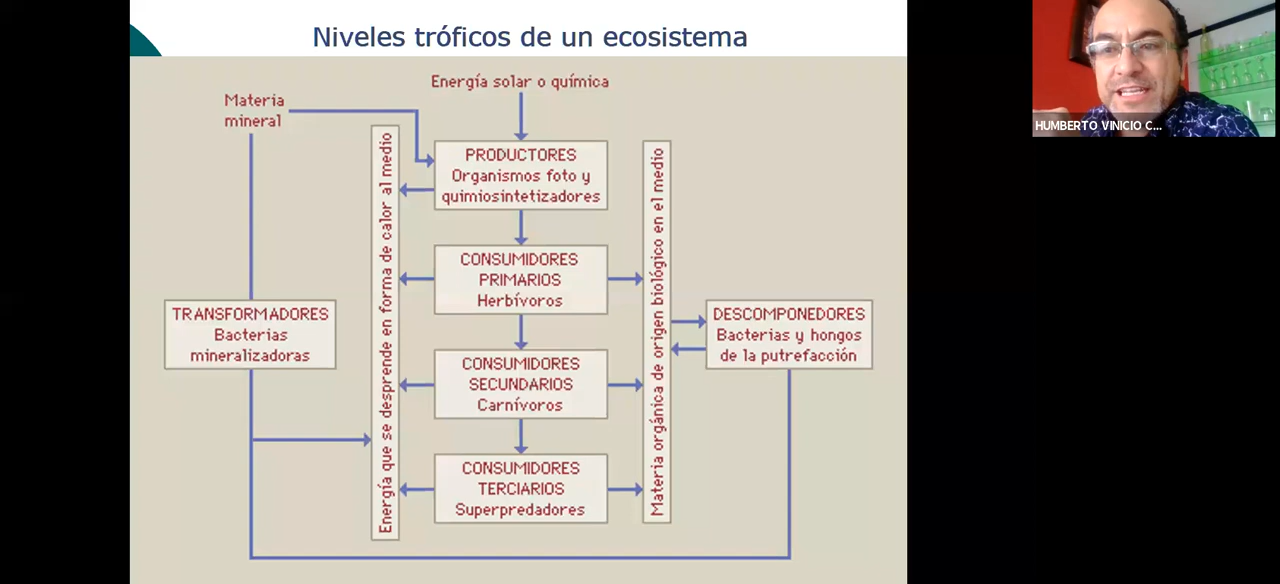 Niveles tróficos de un ecosistema
Energía solar o química
Materia
mineral
PRODUCTORES
Organismos foto y
quimiosintetizadores
CONSUMIDORES
PRIMARIOS
Herbívoros
CONSUMIDORES
SECUNDARIOS
Carnívoros
CONSUMIDORES
TERCIARIOS
Superpredadores
TRANSFORMADORES
Bacterias
mineralizadoras
Energía que se desprende en forma de calor al medio
Materia orgánica de origen biológico en el medio
DESCOMPONEDORES
Bacterias y hongos
de la putrefacción
HUMBERTO VINICIO C...